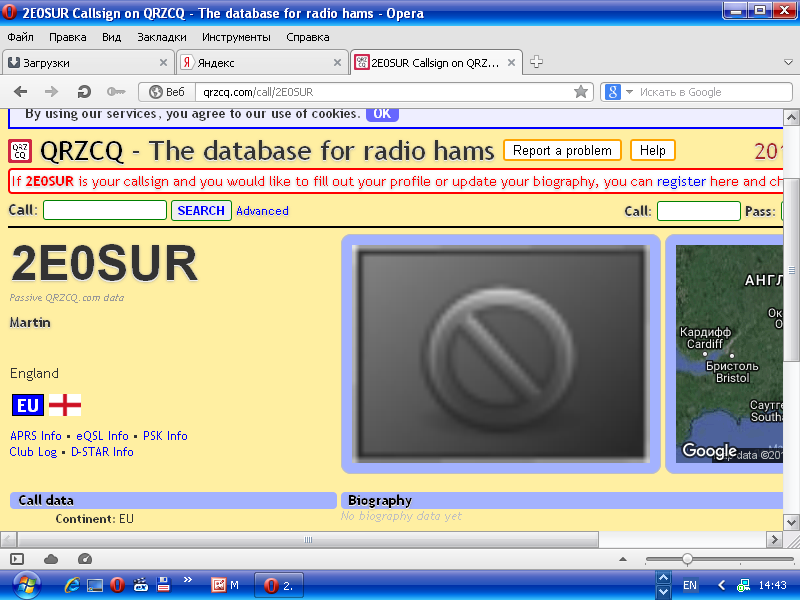 2E0SUR Callsign on QRZCQ - The database for radio hams - Opera
Файл Правка Вид Закладки Инструменты Справка
Загрузки Яндекс 2E0SUR Callsign on QRZ...
Веб qrzcq.com/call/2E0SUR Искать в Google
By using our services, you agree to our use of cookies. OK
QRZ CQ QRZCQ - The database for radio hams Report a problem Help 201
If 2E0SUR is your callsign and you would like to fill out your profile or update your biography, you can register here and ch
Call: SEARCH Advanced Call: Pass:
2E0SUR
Passive QRZCQ.com data
Martin
England
EU
APRS Info • eQSL Info • PSK Info
Club Log • D-STAR Info
АНГЛ
Ок
O
Кардифф
Cardiff
Бристоль
Bristol
Саутг
South
Google
Map data ©201
Call data Biography
Continent: EU No biography data yet
М 2. EN 14:43